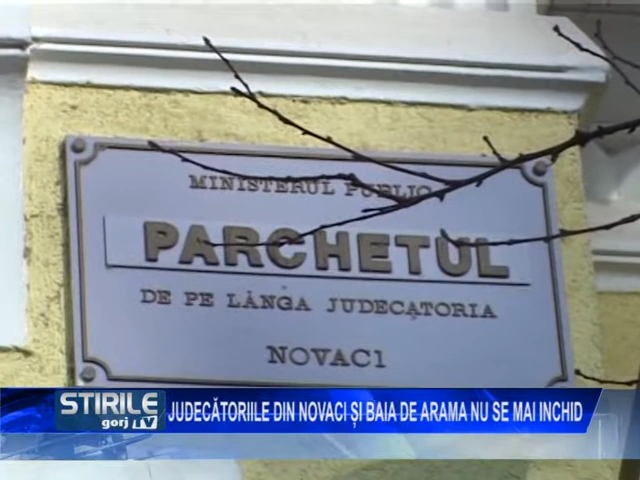 MINISTERUL PUBLIC
PARCHETUL
DE PE LÂNGA JUDECATORIA
NOVACI
STIRILE
gorj TV
JUDECĂTORIILE DIN NOVACI ȘI BAIA DE ARAMA NU SE MAI INCHID